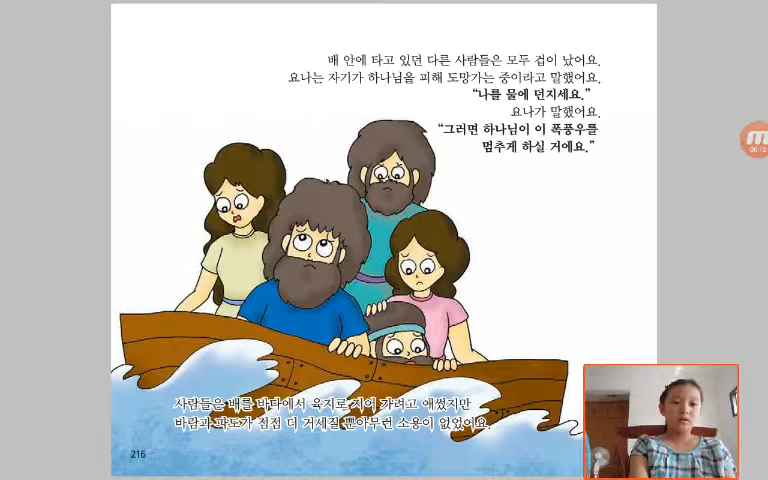 배 안에 타고 있던 다른 사람들은 모두 겁이 났어요.
요나는 자기가 하나님을 피해 도망가는 중이라고 말했어요.
“나를 물에 던지세요.”
요나가 말했어요.
“그러면 하나님이 이 폭풍우를
멈추게 하실 거에요.”
사람들은 배를 바다에서 육지로 저어 가려고 애썼지만
바람과 파도가 점점 더 거세질 뿐아무런 소용이 없었어요.
216
06:12